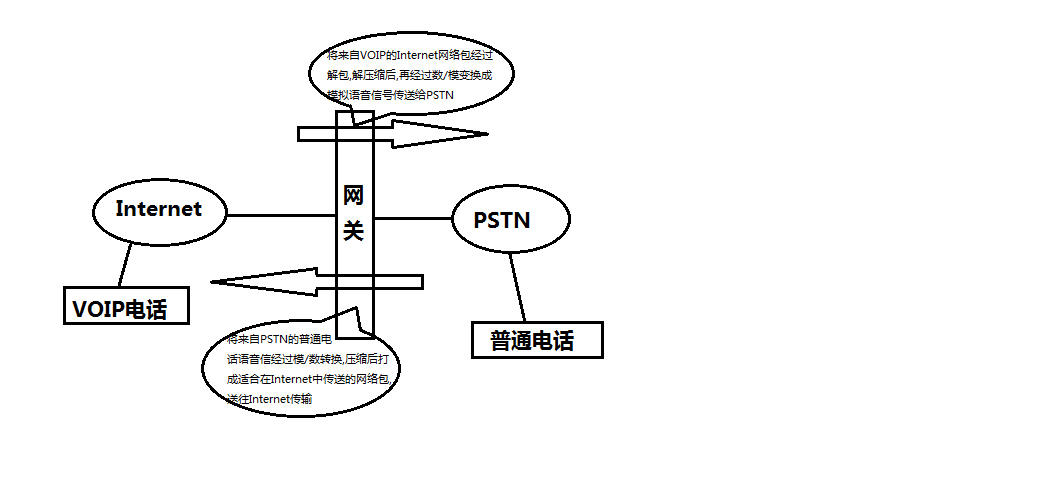 将来自VOIP的Internet网络包经过
解包,解压缩后,再经过数/模变换成
模拟语音信号传送给PSTN
网
关
Internet
PSTN
VOIP电话
普通电话
将来自PSTN的普通电
话语音信经过模/数转换,压缩后打
成适合在Internet中传送的网络包,
送往Internet传输